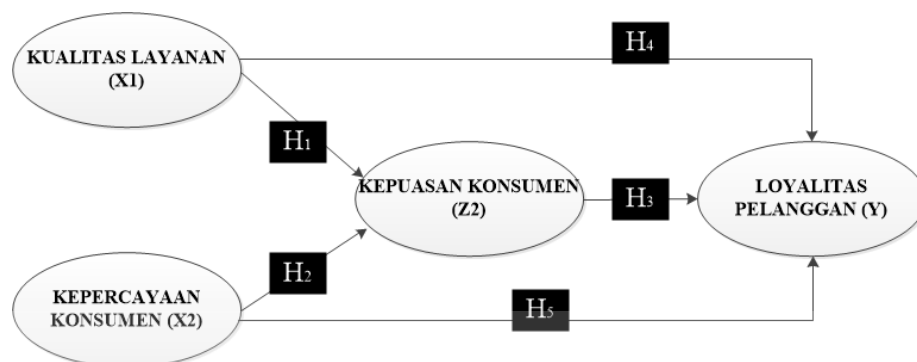 KUALITAS LAYANAN
(X1)
H4
H1
KEPUASAN KONSUMEN
(Z2)
H3
LOYALITAS
PELANGGAN (Y)
H2
KEPERCAYAAN
KONSUMEN (X2)
H5